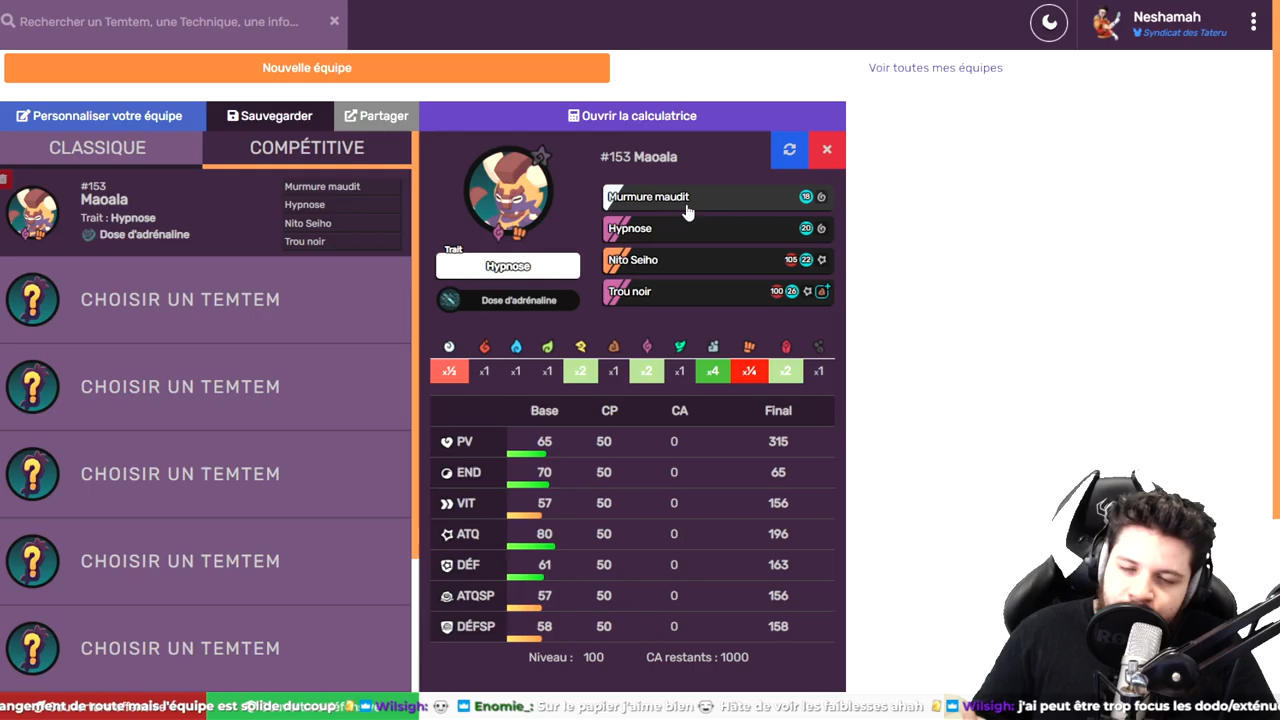 Rechercher un Temtem, une Technique, une info...
Neshamah
Syndicat des Tateru
Nouvelle équipe
Voir toutes mes équipes
Personnaliser votre équipe
Sauvegarder
Partager
Ouvrir la calculatrice
CLASSIQUE
COMPÉTITIVE
#153
Maoala
Trait : Hypnose
Dose d'adrénaline
Murmure maudit
Hypnose
Nito Seiho
Trou noir
CHOISIR UN TEMTEM
CHOISIR UN TEMTEM
CHOISIR UN TEMTEM
CHOISIR UN TEMTEM
CHOISIR UN TEMTEM
#153 Maoala
Murmure maudit 18
Hypnose 20
Nito Seiho 105 22
Trou noir 100 26
Trait
Hypnose
Dose d'adrénaline
x½ x1 x1 x1 x2 x1 x2 x1 x4 x¼ x2 x1
Base CP CA Final
PV 65 50 0 315
END 70 50 0 65
VIT 57 50 0 156
ATQ 80 50 0 196
DÉF 61 50 0 163
ATQSP 57 50 0 156
DÉFSP 58 50 0 158
Niveau : 100 CA restants : 1000
Wilsigh: Enomie_: Sur le papier j'aime bien Hâte de voir les faiblesses ahah Wilsigh: j'ai peut être trop focus les dodo/exténué